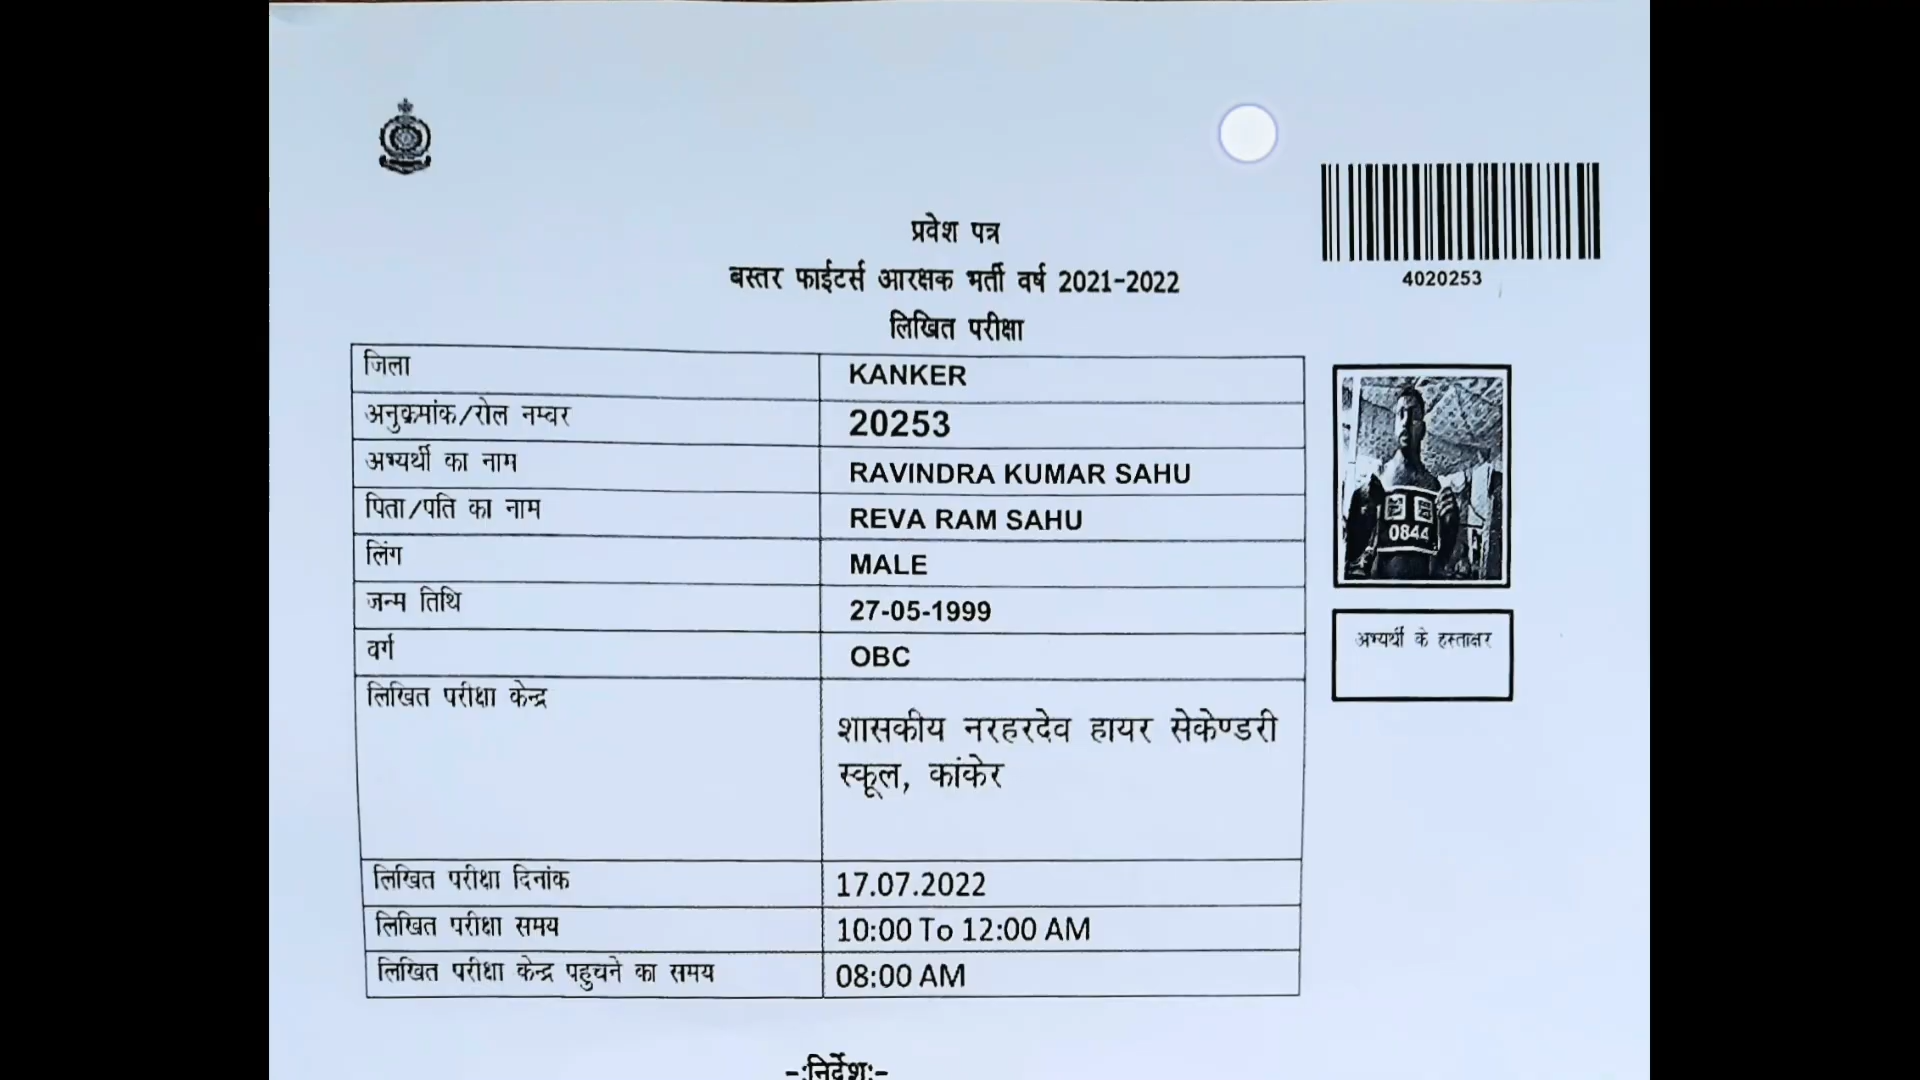 प्रवेश पत्र
बस्तर फाईटर्स आरक्षक भर्ती वर्ष 2021-2022
लिखित परीक्षा
4020253
जिला KANKER
अनुक्रमांक/रोल नम्वर 20253
अभ्यर्थी का नाम RAVINDRA KUMAR SAHU
पिता/पति का नाम REVA RAM SAHU
लिंग MALE
जन्म तिथि 27-05-1999
वर्ग OBC
लिखित परीक्षा केन्द्र शासकीय नरहरदेव हायर सेकेण्डरी
स्कूल, कांकेर
लिखित परीक्षा दिनांक 17.07.2022
लिखित परीक्षा समय 10:00 To 12:00 AM
लिखित परीक्षा केन्द्र पहुचने का समय 08:00 AM
0844
अभ्यर्थी के हस्ताक्षर
-:निर्देश:-